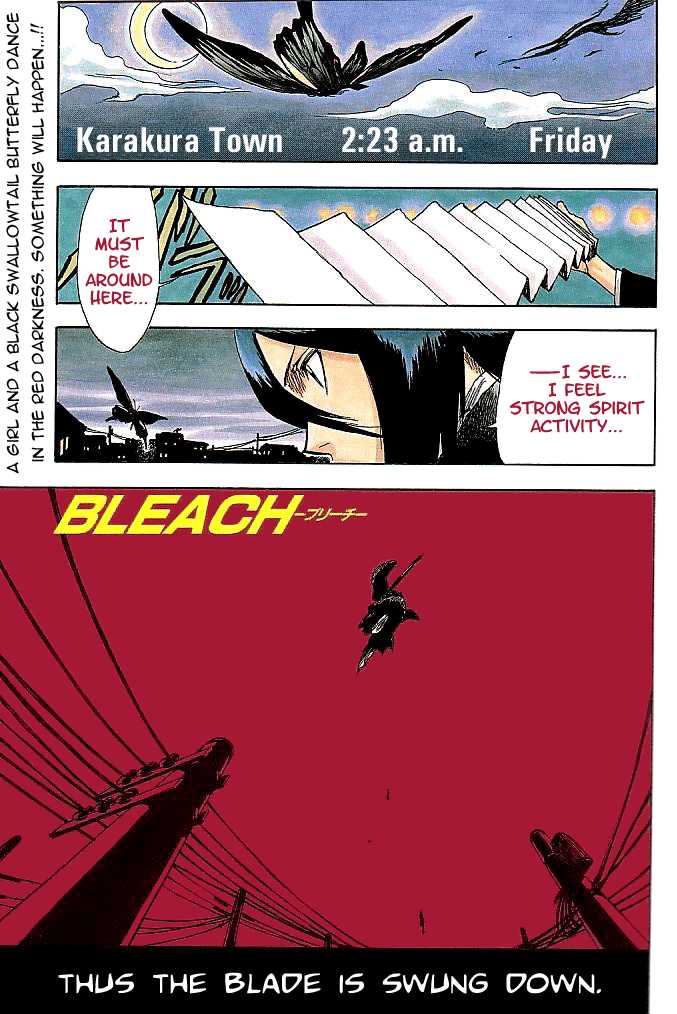 A GIRL AND A BLACK SWALLOWTAIL BUTTERFLY DANCE
IN THE RED DARKNESS. SOMETHING WILL HAPPEN...!!
Karakura Town 2:23 a.m. Friday
IT
MUST
BE
AROUND
HERE...
—I SEE...
I FEEL
STRONG SPIRIT
ACTIVITY...
BLEACH -ブリーチ-
THUS THE BLADE IS SWUNG DOWN.